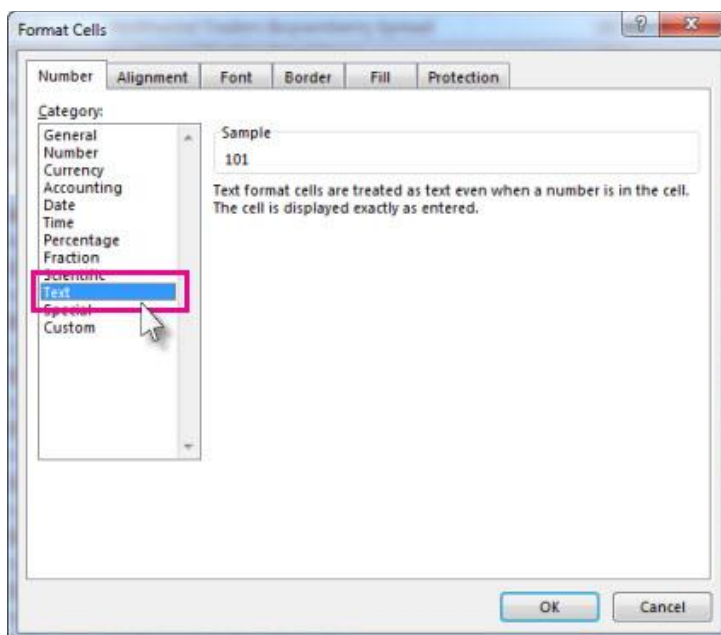 Format Cells
Number Alignment Font Border Fill Protection
Category:
General
Number
Currency
Accounting
Date
Time
Percentage
Fraction
Scientific
Text
Special
Custom
Sample
101
Text format cells are treated as text even when a number is in the cell.
The cell is displayed exactly as entered.
OK Cancel